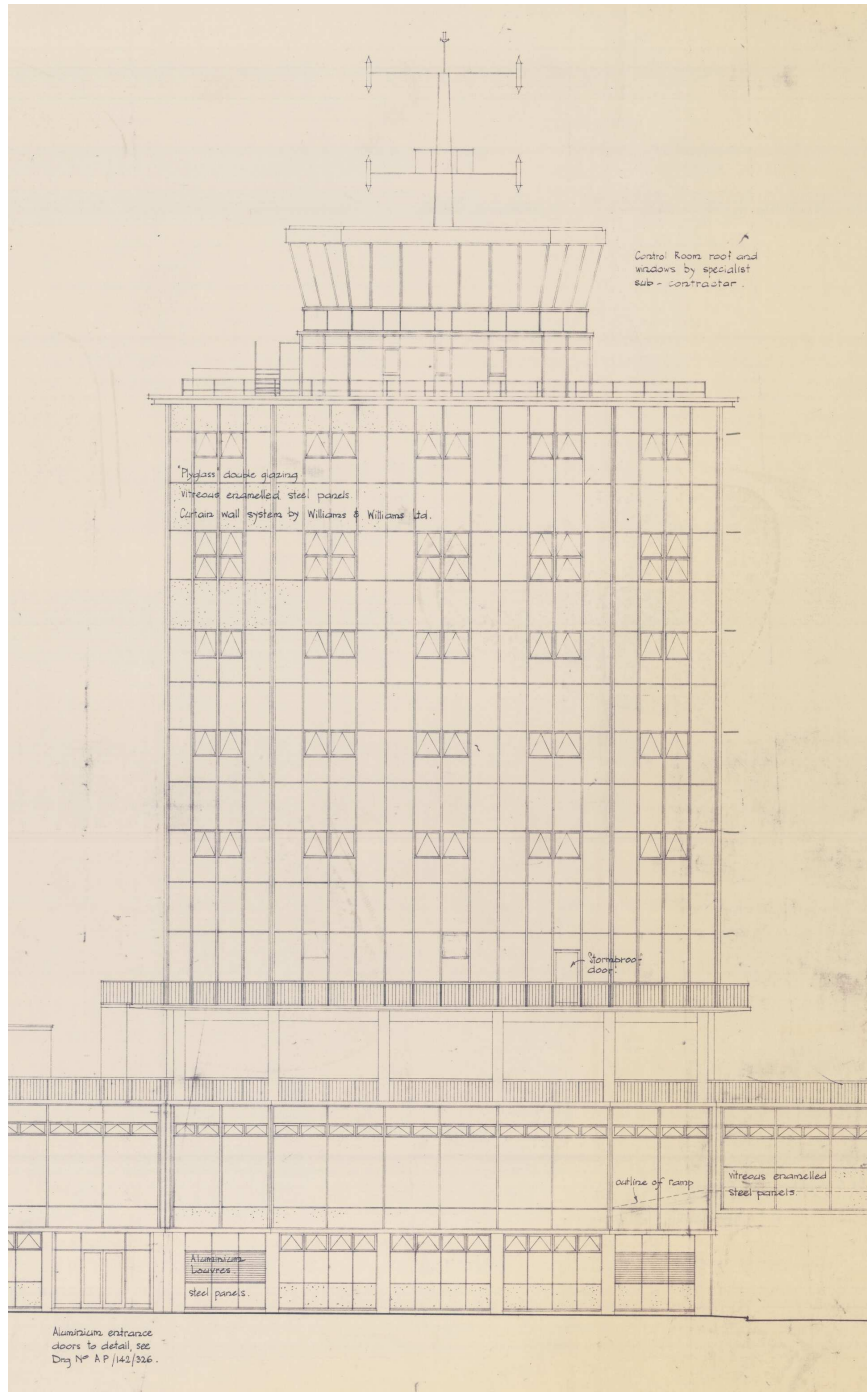 Control Room roof and
windows by specialist
sub-contractor.
"Plyglass" double glazing
vitreous enamelled steel panels
Curtain wall system by Williams & Williams Ltd.
"Stormproof"
door.
outline of ramp
vitreous enamelled
steel panels.
Aluminium
Louvres.
steel panels.
Aluminium entrance
doors to detail, see
Drg Nº AP/142/326.